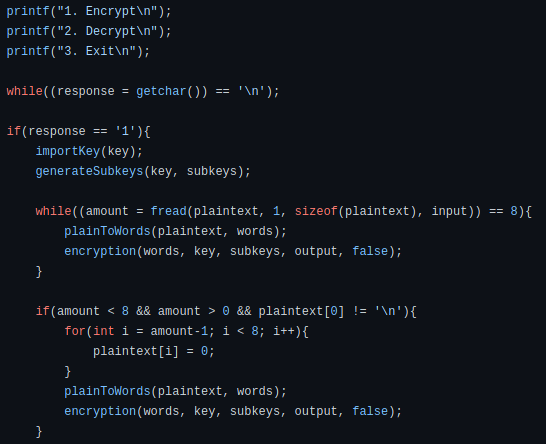 printf("1. Encrypt\n");
printf("2. Decrypt\n");
printf("3. Exit\n");

while((response = getchar()) == '\n');

if(response == '1'){
    importKey(key);
    generateSubkeys(key, subkeys);

    while((amount = fread(plaintext, 1, sizeof(plaintext), input)) == 8){
        plainToWords(plaintext, words);
        encryption(words, key, subkeys, output, false);
    }

    if(amount < 8 && amount > 0 && plaintext[0] != '\n'){
        for(int i = amount-1; i < 8; i++){
            plaintext[i] = 0;
        }
        plainToWords(plaintext, words);
        encryption(words, key, subkeys, output, false);
    }